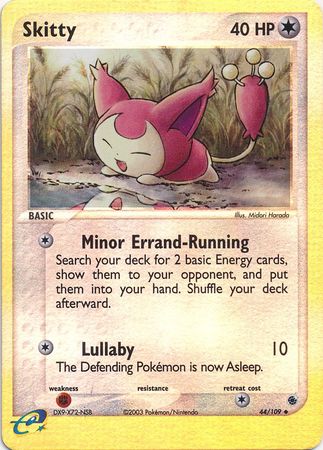 Skitty 40 HP
BASIC Illus. Midori Harada
Minor Errand-Running
Search your deck for 2 basic Energy cards,
show them to your opponent, and put
them into your hand. Shuffle your deck
afterward.
Lullaby 10
The Defending Pokémon is now Asleep.
weakness resistance retreat cost
DX9-X72-NSB ©2003 Pokémon/Nintendo 44/109
e